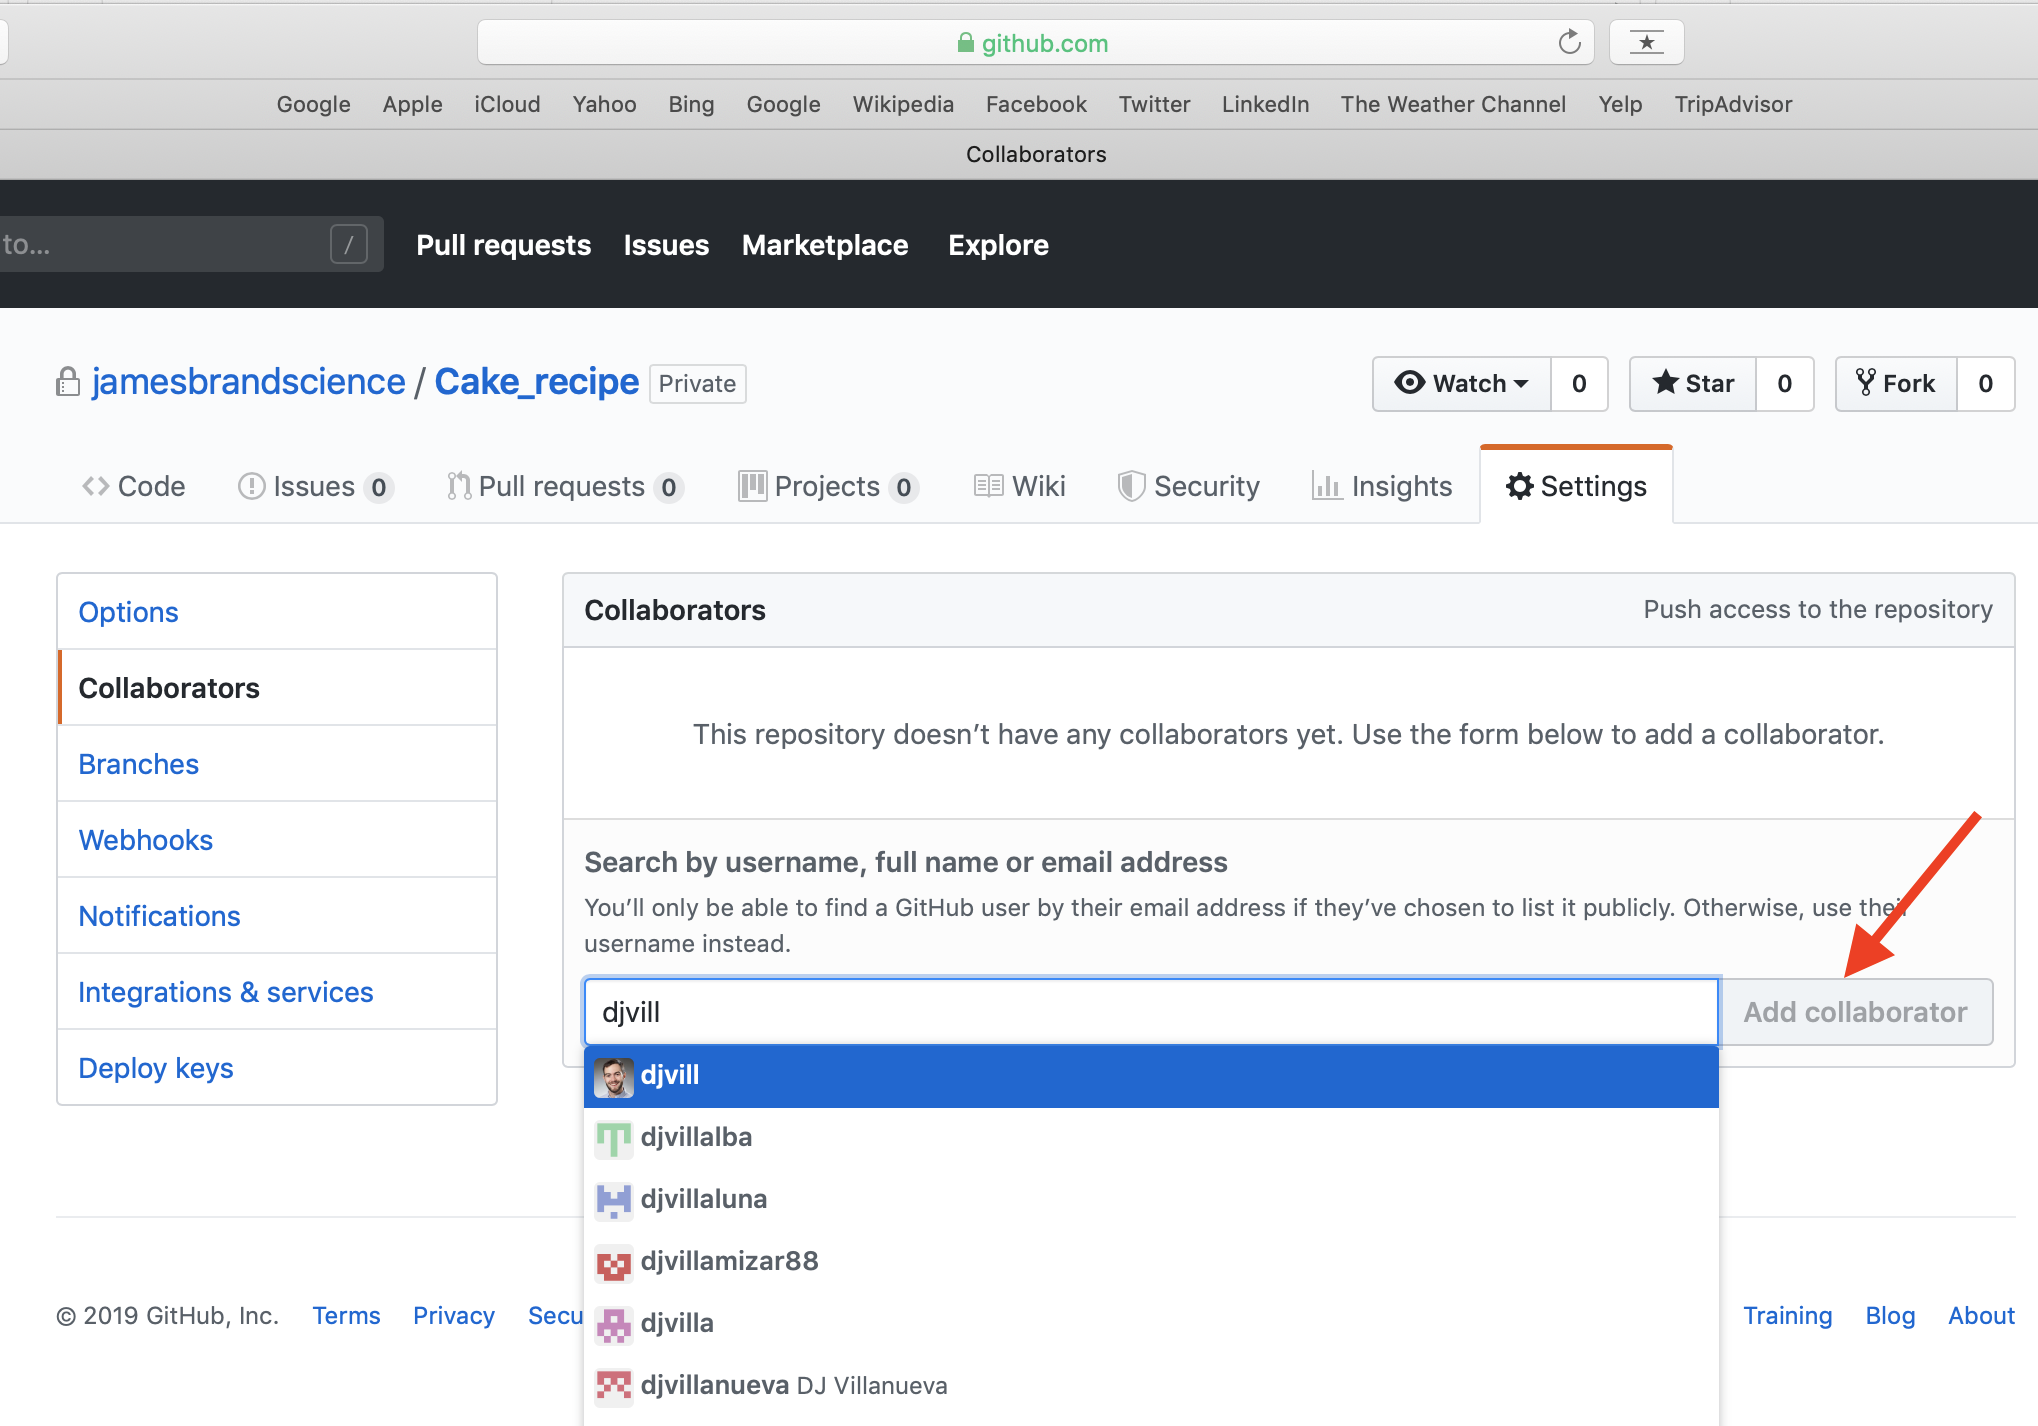 github.com
Google Apple iCloud Yahoo Bing Google Wikipedia Facebook Twitter LinkedIn The Weather Channel Yelp TripAdvisor
Collaborators
to... / Pull requests Issues Marketplace Explore
jamesbrandscience / Cake_recipe Private Watch 0 Star 0 Fork 0
Code Issues 0 Pull requests 0 Projects 0 Wiki Security Insights Settings
Options
Collaborators
Branches
Webhooks
Notifications
Integrations & services
Deploy keys
Collaborators Push access to the repository
This repository doesn’t have any collaborators yet. Use the form below to add a collaborator.
Search by username, full name or email address
You’ll only be able to find a GitHub user by their email address if they’ve chosen to list it publicly. Otherwise, use their
username instead.
djvill Add collaborator
djvill
djvillalba
djvillaluna
djvillamizar88
djvilla
djvillanueva DJ Villanueva
© 2019 GitHub, Inc. Terms Privacy Secu Training Blog About